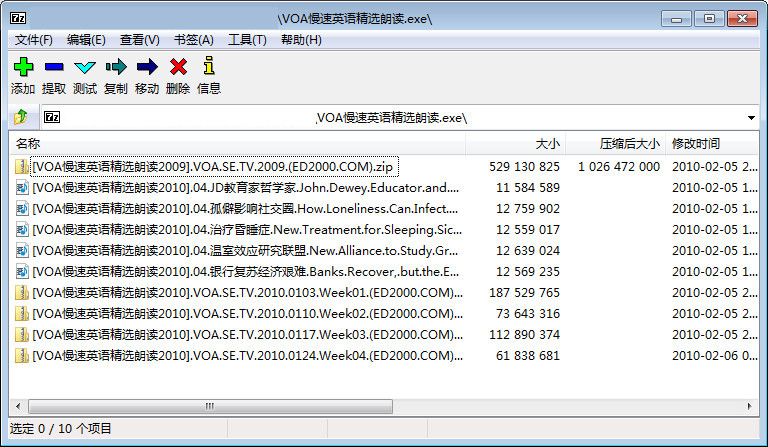 \VOA慢速英语精选朗读.exe\
文件(F) 编辑(E) 查看(V) 书签(A) 工具(T) 帮助(H)
添加 提取 测试 复制 移动 删除 信息
\VOA慢速英语精选朗读.exe\
名称 大小 压缩后大小 修改时间
[VOA慢速英语精选朗读2009].VOA.SE.TV.2009.(ED2000.COM).zip 529 130 825 1 026 472 000 2010-02-05 2...
[VOA慢速英语精选朗读2010].04.JD教育家哲学家.John.Dewey.Educator.and.... 11 584 589 2010-02-05 1...
[VOA慢速英语精选朗读2010].04.孤僻影响社交圈.How.Loneliness.Can.Infect.... 12 759 902 2010-02-05 1...
[VOA慢速英语精选朗读2010].04.治疗昏睡症.New.Treatment.for.Sleeping.Sic... 12 559 017 2010-02-05 1...
[VOA慢速英语精选朗读2010].04.温室效应研究联盟.New.Alliance.to.Study.Gr... 12 639 024 2010-02-05 1...
[VOA慢速英语精选朗读2010].04.银行复苏经济艰难.Banks.Recover,.but.the.E... 12 569 235 2010-02-05 1...
[VOA慢速英语精选朗读2010].VOA.SE.TV.2010.0103.Week01.(ED2000.COM)... 187 529 765 2010-02-05 2...
[VOA慢速英语精选朗读2010].VOA.SE.TV.2010.0110.Week02.(ED2000.COM)... 73 643 316 2010-02-05 2...
[VOA慢速英语精选朗读2010].VOA.SE.TV.2010.0117.Week03.(ED2000.COM)... 112 890 374 2010-02-05 2...
[VOA慢速英语精选朗读2010].VOA.SE.TV.2010.0124.Week04.(ED2000.COM)... 61 838 681 2010-02-06 0...
选定 0 / 10 个项目